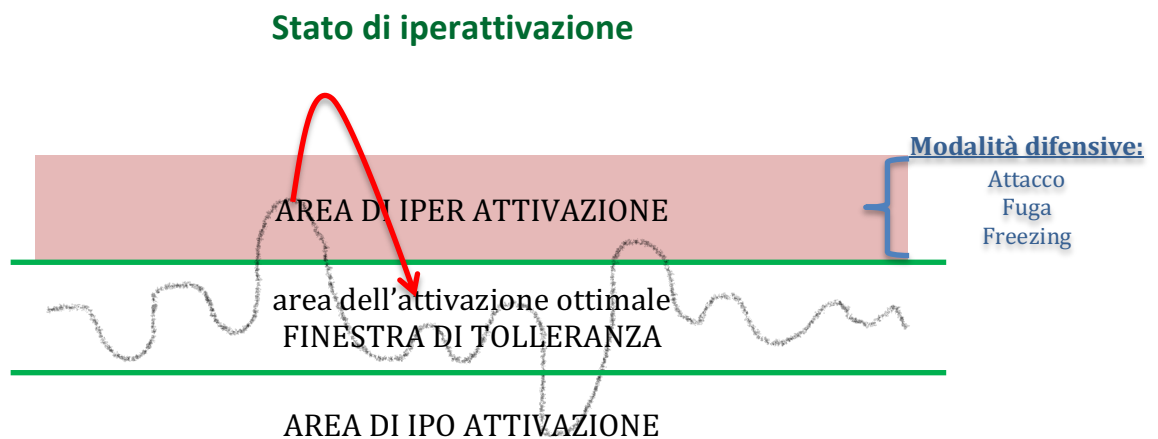 Stato di iperattivazione
Modalità difensive:
Attacco
Fuga
Freezing
AREA DI IPER ATTIVAZIONE
area dell’attivazione ottimale
FINESTRA DI TOLLERANZA
AREA DI IPO ATTIVAZIONE